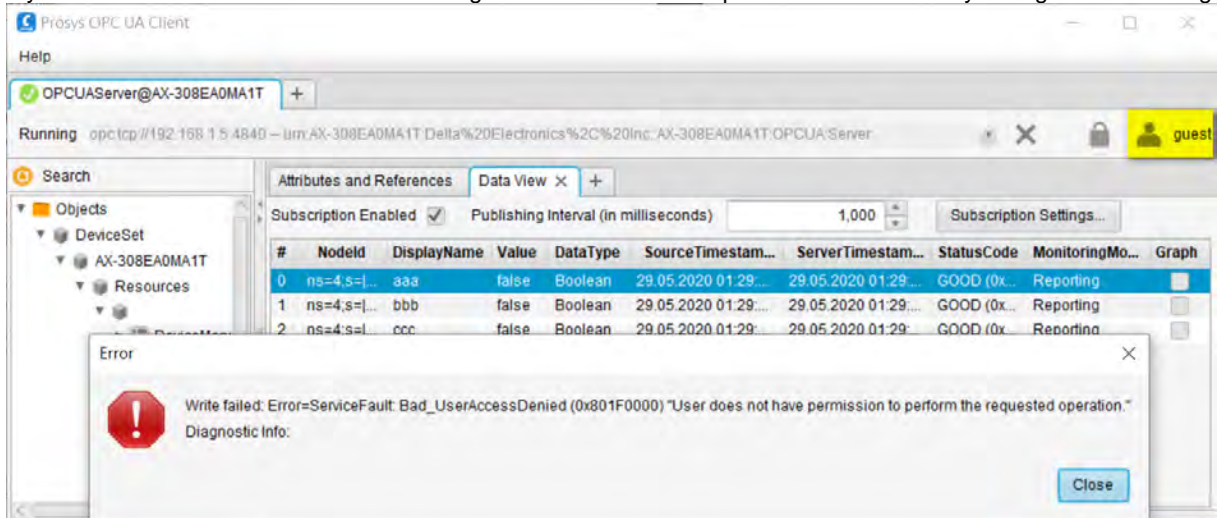 Prosys OPC UA Client
Help
OPCUAServer@AX-308EA0MA1T +
Running opc.tcp://192.168.1.5:4840 – urn:AX-308EA0MA1T:Delta%20Electronics%2C%20Inc.:AX-308EA0MA1T:OPCUA:Server guest
Search
Attributes and References Data View × +
Objects
Subscription Enabled Publishing Interval (in milliseconds) 1,000 Subscription Settings...
DeviceSet
# NodeId DisplayName Value DataType SourceTimestam... ServerTimestam... StatusCode MonitoringMo... Graph
AX-308EA0MA1T
0 ns=4;s=|... aaa false Boolean 29.05.2020 01:29:... 29.05.2020 01:29:... GOOD (0x... Reporting
Resources
1 ns=4;s=|... bbb false Boolean 29.05.2020 01:29:... 29.05.2020 01:29:... GOOD (0x... Reporting
2 ns=4;s=|... ccc false Boolean 29.05.2020 01:29:... 29.05.2020 01:29:... GOOD (0x... Reporting
Error
Write failed: Error=ServiceFault: Bad_UserAccessDenied (0x801F0000) "User does not have permission to perform the requested operation."
Diagnostic Info:
Close